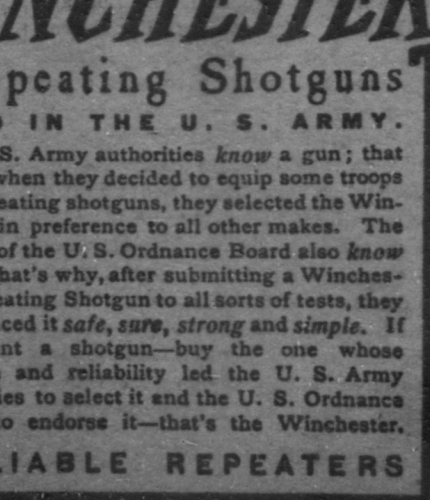 NCHESTER
peating Shotguns
IN THE U. S. ARMY.
S. Army authorities know a gun; that
when they decided to equip some troops
eating shotguns, they selected the Win-
in preference to all other makes. The
of the U. S. Ordnance Board also know
hat's why, after submitting a Winches-
eating Shotgun to all sorts of tests, they
ced it safe, sure, strong and simple. If
nt a shotgun—buy the one whose
and reliability led the U. S. Army
ies to select it and the U. S. Ordnance
o endorse it—that's the Winchester.
LIABLE REPEATERS